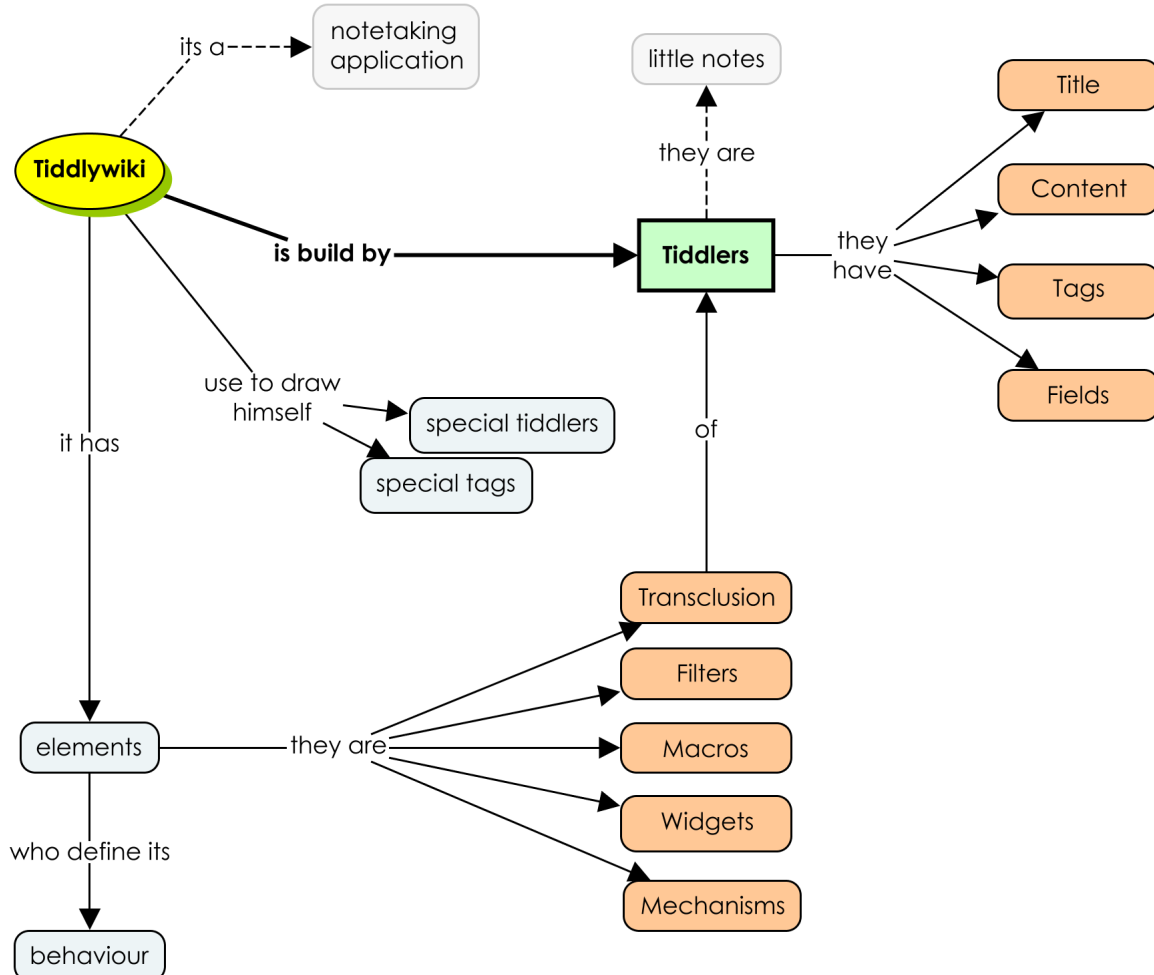 its a
notetaking
application
little notes
Title
Tiddlywiki
they are
Content
is build by
Tiddlers
they
have
Tags
use to draw
himself
special tiddlers
special tags
Fields
it has
of
Transclusion
Filters
elements
they are
Macros
Widgets
who define its
Mechanisms
behaviour